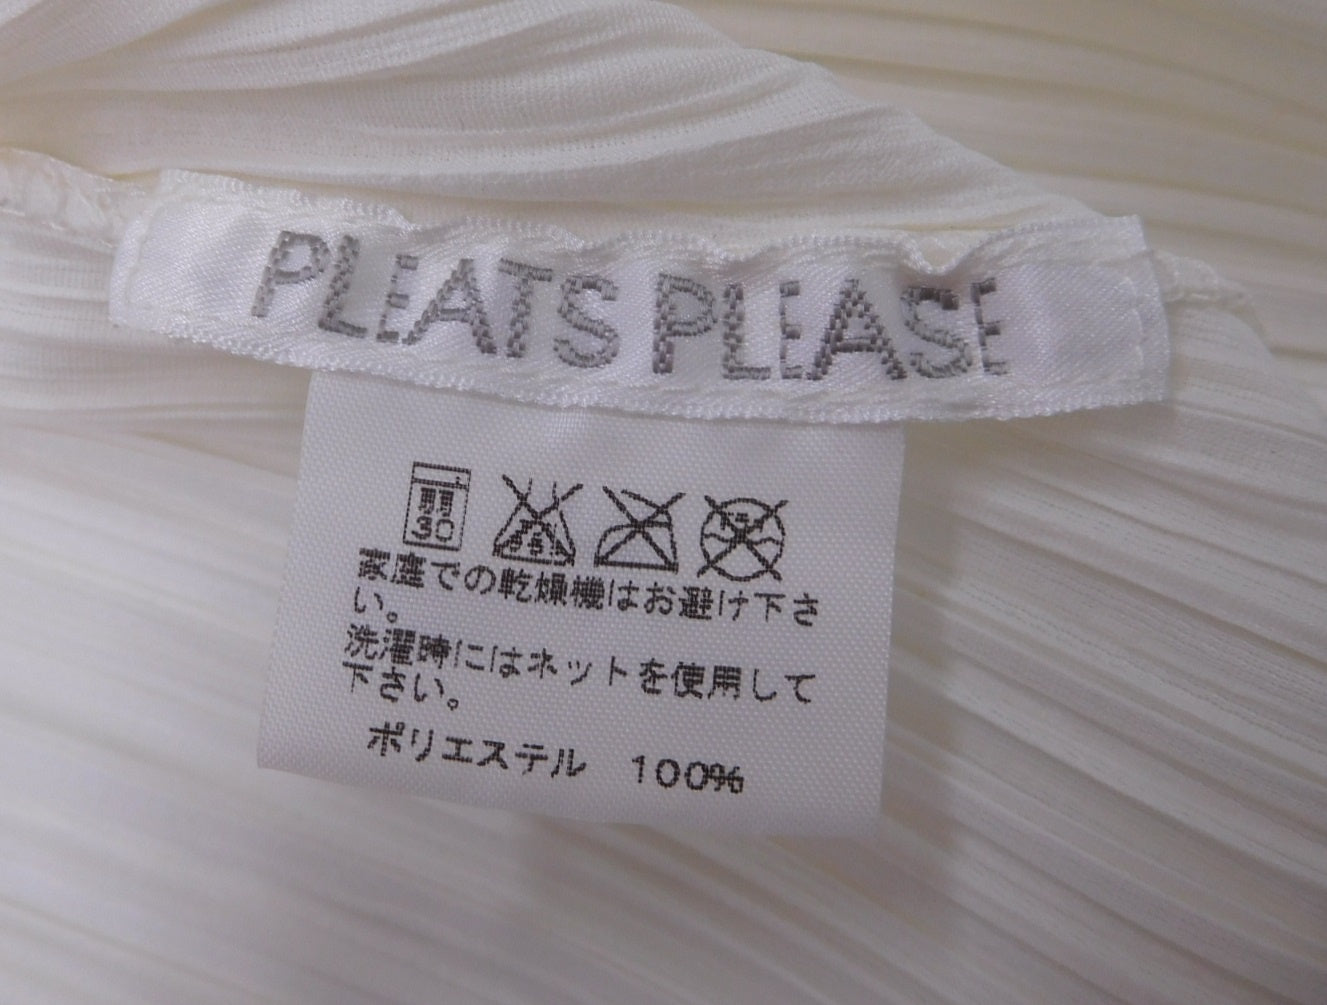 PLEATS PLEASE
30
家庭での乾燥機はお避け下さ
い。
洗濯時にはネットを使用して
下さい。
ポリエステル 100%